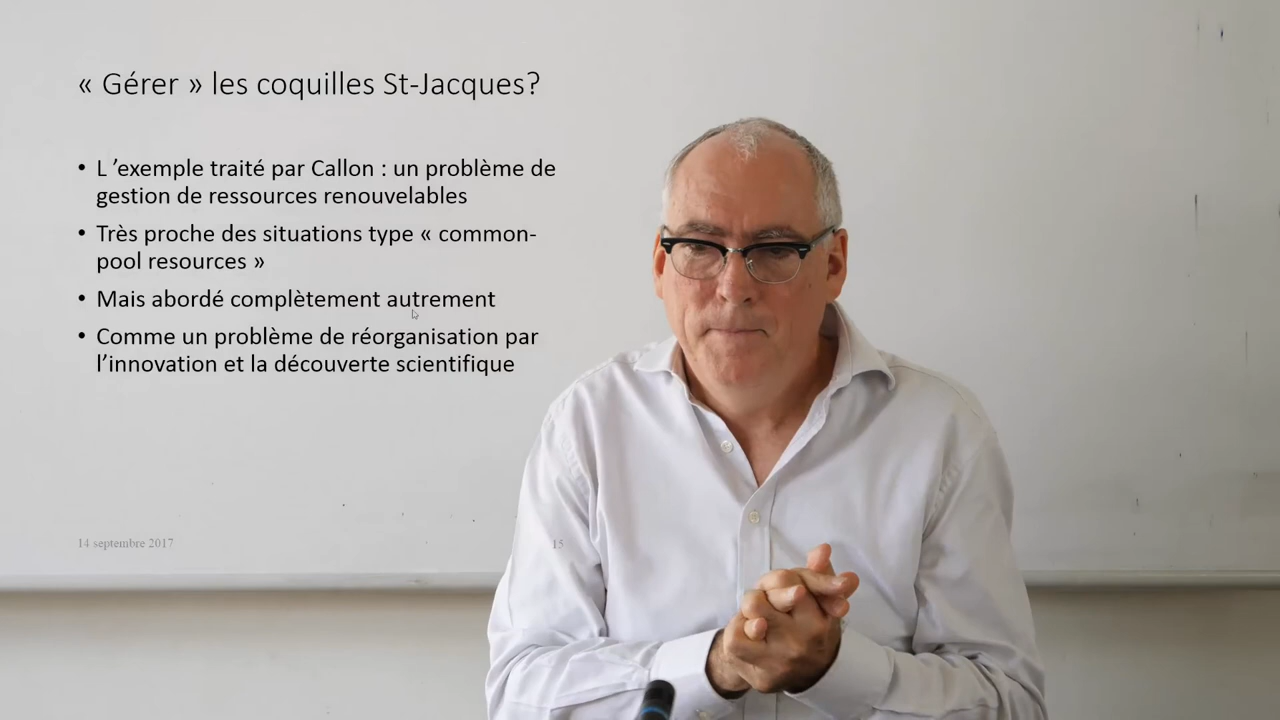 « Gérer » les coquilles St-Jacques?
• L ’exemple traité par Callon : un problème de
gestion de ressources renouvelables
• Très proche des situations type « common-
pool resources »
• Mais abordé complètement autrement
• Comme un problème de réorganisation par
l’innovation et la découverte scientifique
14 septembre 2017
15